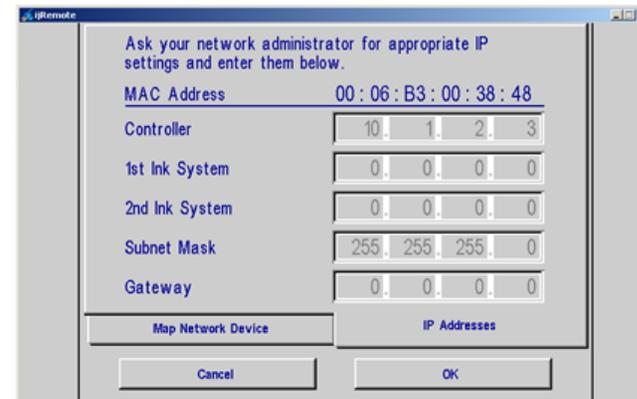 ijRemote
Ask your network administrator for appropriate IP
settings and enter them below.
MAC Address 00 : 06 : B3 : 00 : 38 : 48
Controller 10 . 1 . 2 . 3
1st Ink System 0 . 0 . 0 . 0
2nd Ink System 0 . 0 . 0 . 0
Subnet Mask 255 . 255 . 255 . 0
Gateway 0 . 0 . 0 . 0
Map Network Device IP Addresses
Cancel OK